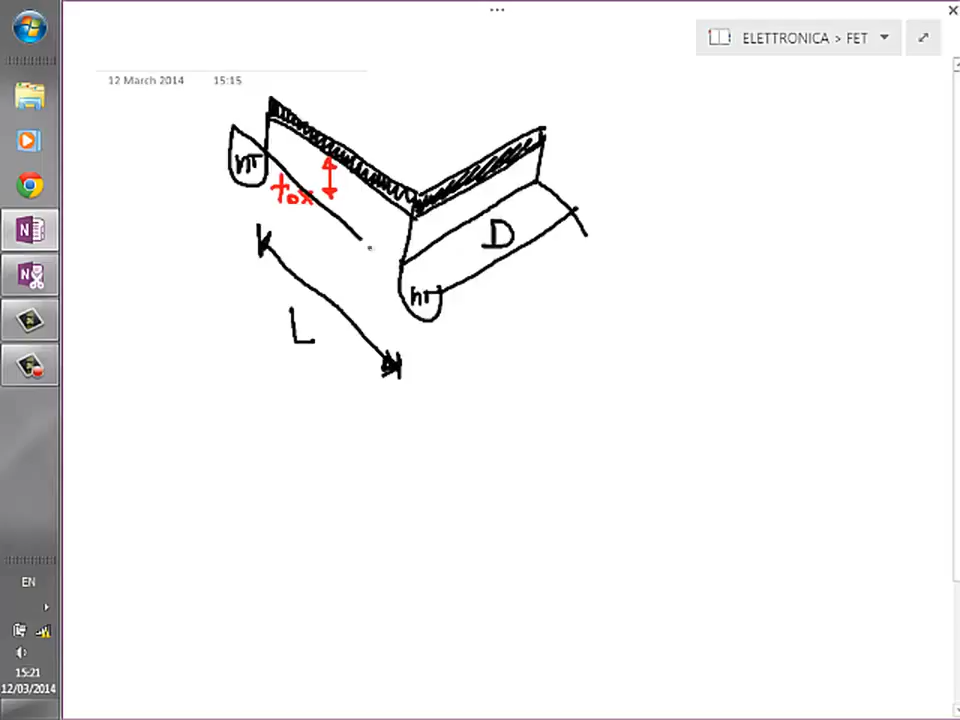 ELETTRONICA > FET
12 March 2014 15:15
n+
tox
D
n+
L
EN
15:21
12/03/2014